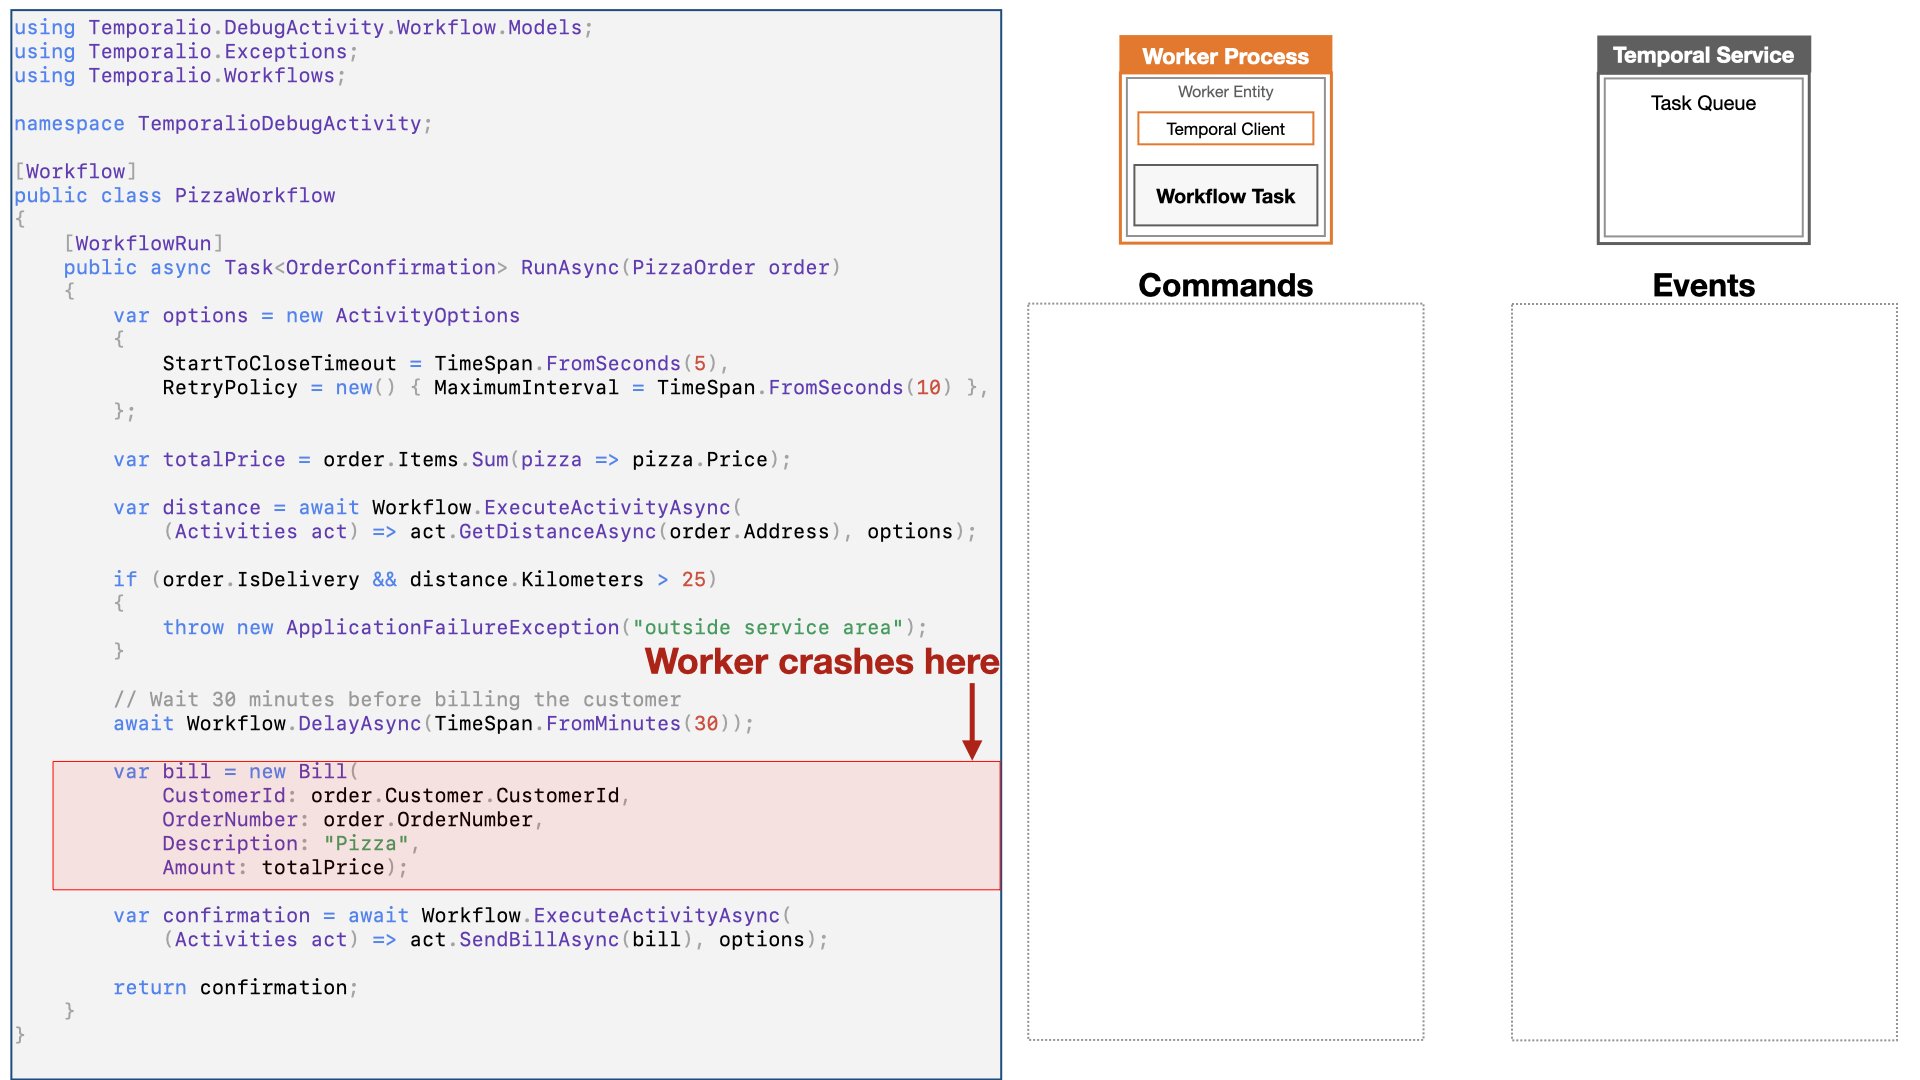 using Temporalio.DebugActivity.Workflow.Models;
using Temporalio.Exceptions;
using Temporalio.Workflows;
namespace TemporalioDebugActivity;
[Workflow]
public class PizzaWorkflow
{
[WorkflowRun]
public async Task<OrderConfirmation> RunAsync(PizzaOrder order)
{
var options = new ActivityOptions
{
StartToCloseTimeout = TimeSpan.FromSeconds(5),
RetryPolicy = new() { MaximumInterval = TimeSpan.FromSeconds(10) },
};
var totalPrice = order.Items.Sum(pizza => pizza.Price);
var distance = await Workflow.ExecuteActivityAsync(
(Activities act) => act.GetDistanceAsync(order.Address), options);
if (order.IsDelivery && distance.Kilometers > 25)
{
throw new ApplicationFailureException("outside service area");
}
Worker crashes here
// Wait 30 minutes before billing the customer
await Workflow.DelayAsync(TimeSpan.FromMinutes(30));
var bill = new Bill(
CustomerId: order.Customer.CustomerId,
OrderNumber: order.OrderNumber,
Description: "Pizza",
Amount: totalPrice);
var confirmation = await Workflow.ExecuteActivityAsync(
(Activities act) => act.SendBillAsync(bill), options);
return confirmation;
}
}
Worker Process
Worker Entity
Temporal Client
Workflow Task
Commands
Temporal Service
Task Queue
Events